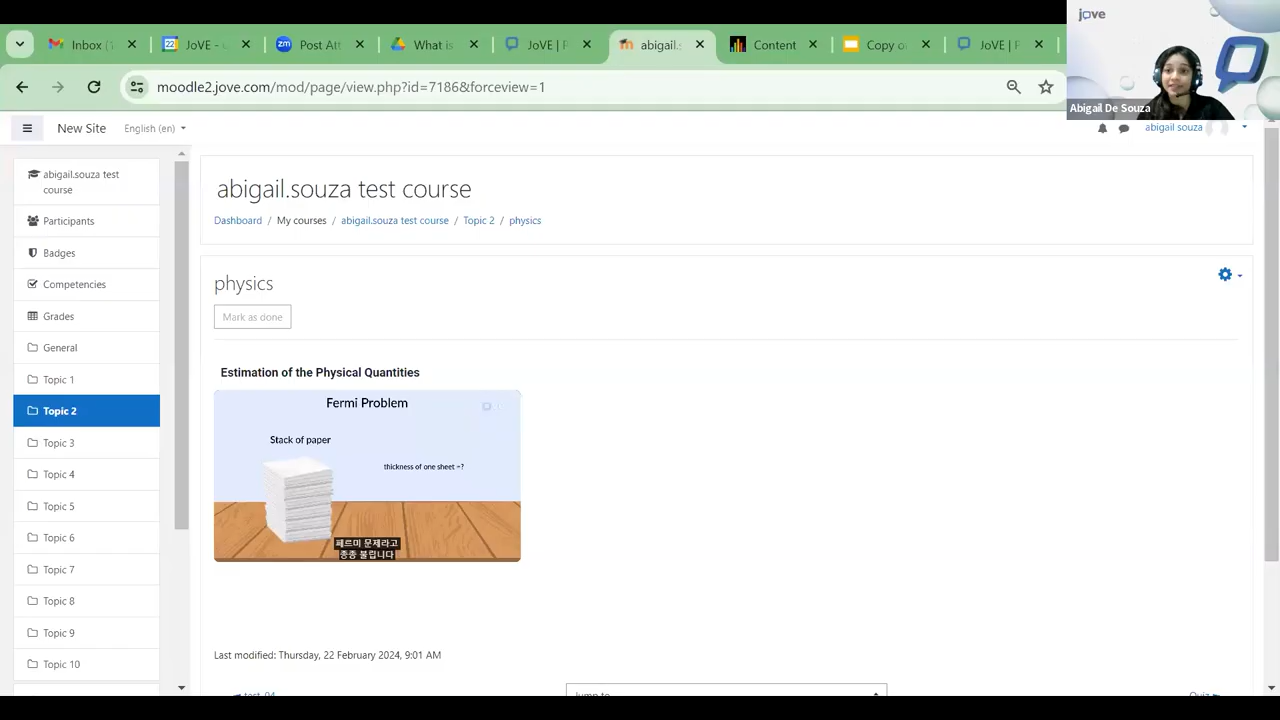 Inbox (1
JoVE -
Post Att
What is
JoVE | P
abigail.s
Content
Copy o
JoVE | P
jove
moodle2.jove.com/mod/page/view.php?id=7186&forceview=1
Abigail De Souza
New Site
English (en)
abigail souza
abigail.souza test
course
Participants
Badges
Competencies
Grades
General
Topic 1
Topic 2
Topic 3
Topic 4
Topic 5
Topic 6
Topic 7
Topic 8
Topic 9
Topic 10
abigail.souza test course
Dashboard / My courses / abigail.souza test course / Topic 2 / physics
physics
Mark as done
Estimation of the Physical Quantities
Fermi Problem
Stack of paper
thickness of one sheet =?
페르미 문제라고
종종 불립니다
Last modified: Thursday, 22 February 2024, 9:01 AM
test_04
Jump to...
Quiz